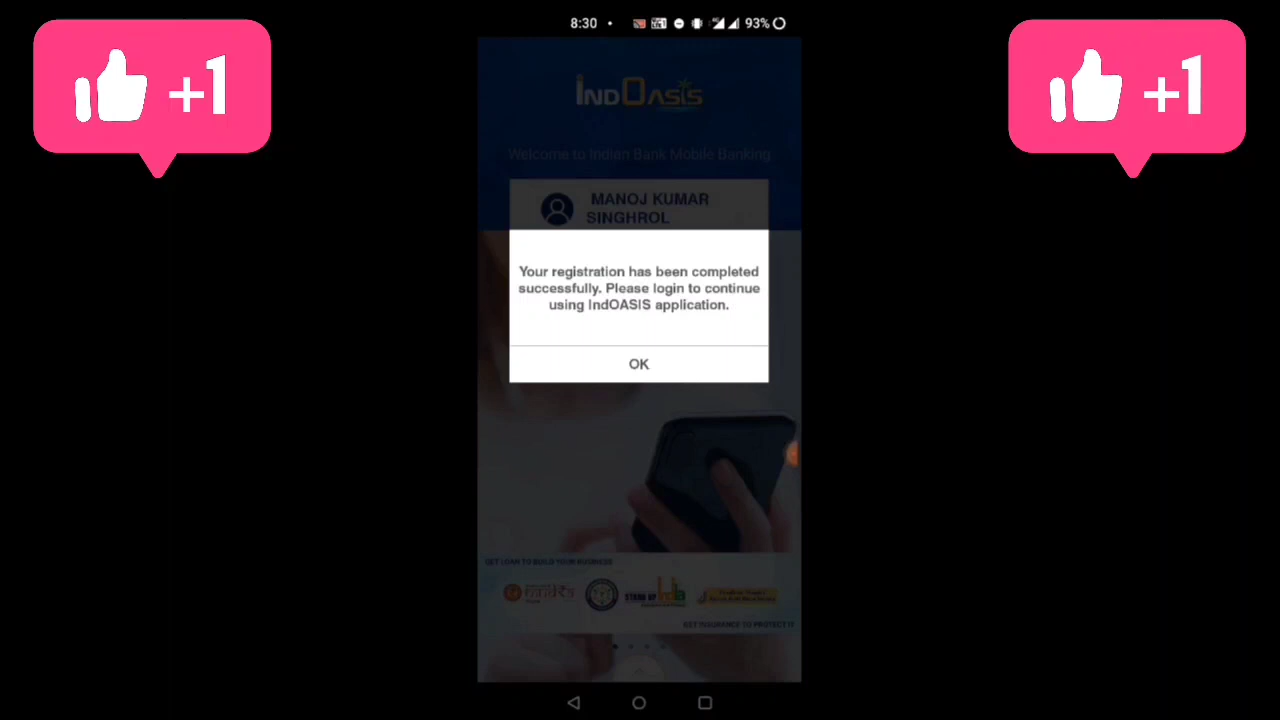 +1
+1
8:30
93%
INDOASIS
Welcome to Indian Bank Mobile Banking
MANOJ KUMAR
SINGHROL
Your registration has been completed
successfully. Please login to continue
using IndOASIS application.
OK
GET LOAN TO BUILD YOUR BUSINESS
STAND UP India
GET INSURANCE TO PROTECT IT